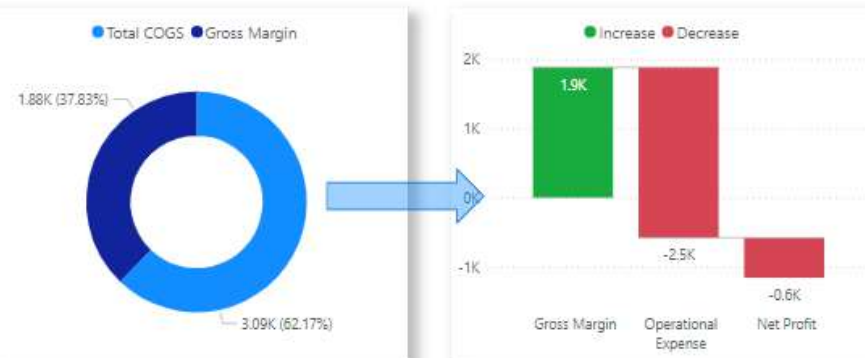 Total COGS Gross Margin
1.88K (37.83%)
3.09K (62.17%)
Increase Decrease
2K
1K
0K
-1K
1.9K
-2.5K
-0.6K
Gross Margin
Operational
Expense
Net Profit